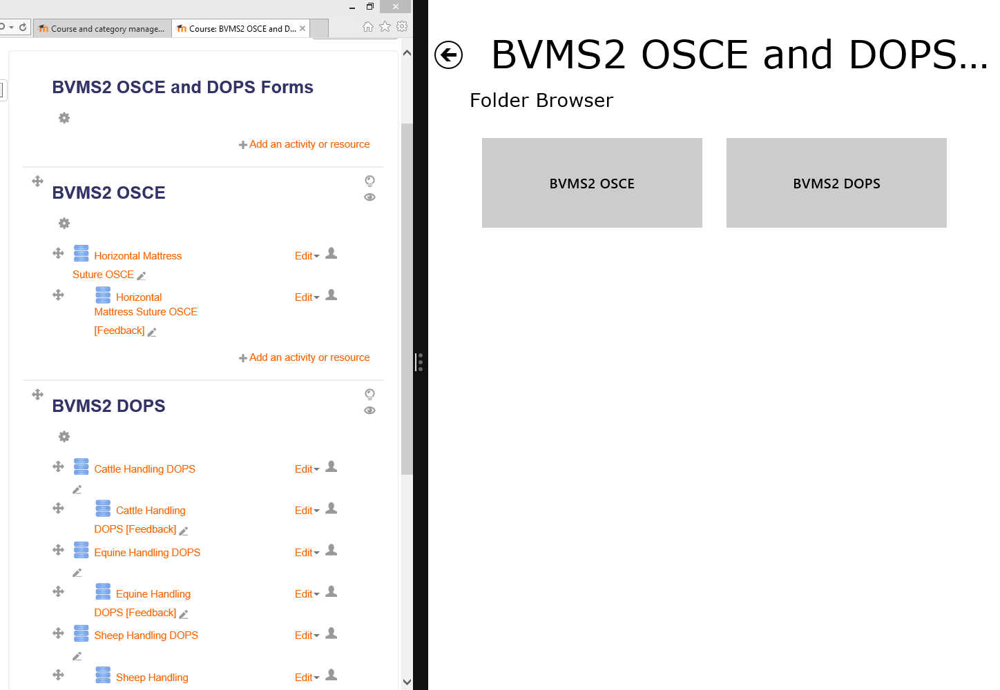 Course and category manage...
Course: BVMS2 OSCE and D...
BVMS2 OSCE and DOPS Forms
Add an activity or resource
BVMS2 OSCE
Horizontal Mattress
Suture OSCE
Edit
Horizontal
Mattress Suture OSCE
[Feedback]
Edit
Add an activity or resource
BVMS2 DOPS
Cattle Handling DOPS
Edit
Cattle Handling
DOPS [Feedback]
Edit
Equine Handling DOPS
Edit
Equine Handling
DOPS [Feedback]
Edit
Sheep Handling DOPS
Edit
Sheep Handling
Edit
BVMS2 OSCE and DOPS...
Folder Browser
BVMS2 OSCE
BVMS2 DOPS